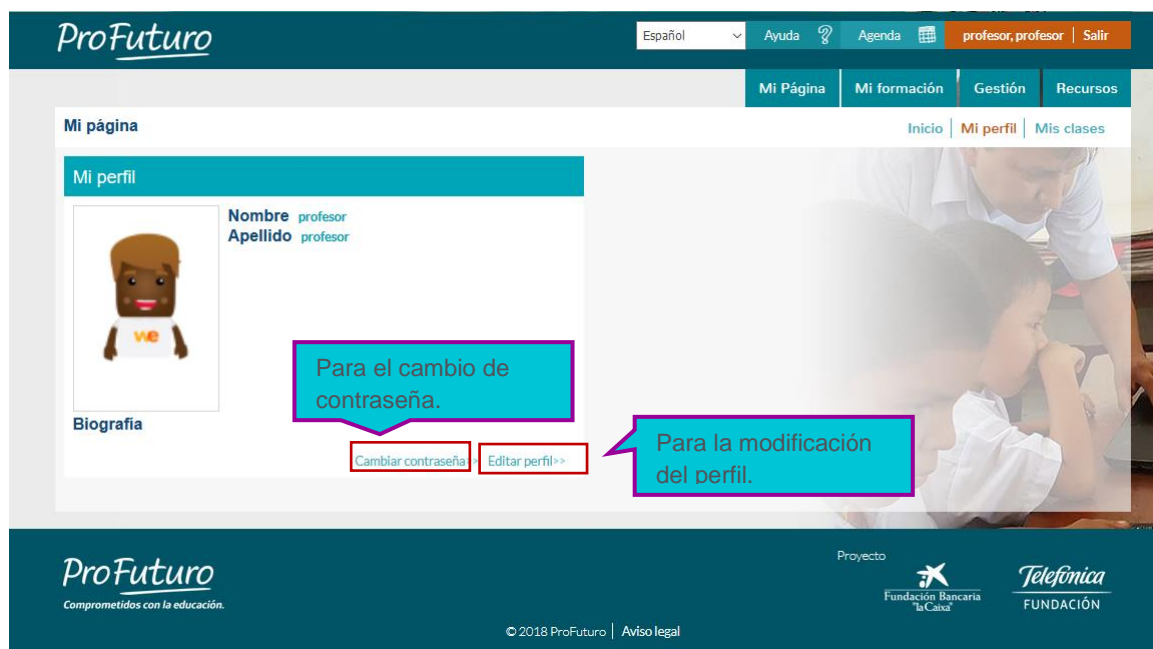 ProFuturo
Español
Ayuda
Agenda
profesor, profesor | Salir
Mi Página
Mi formación
Gestión
Recursos
Mi página
Inicio | Mi perfil | Mis clases
Mi perfil
Nombre profesor
Apellido profesor
we
Para el cambio de
contraseña.
Biografía
Cambiar contraseña>> Editar perfil>>
Para la modificación
del perfil.
ProFuturo
Comprometidos con la educación.
Proyecto
Fundación Bancaria
"la Caixa"
Telefónica
FUNDACIÓN
© 2018 ProFuturo | Aviso legal